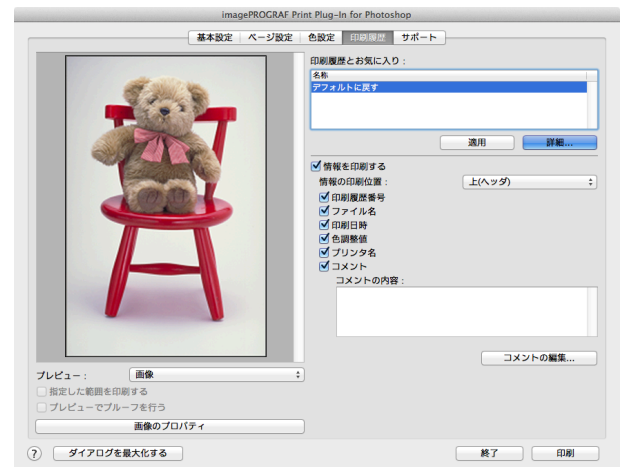 imagePROGRAF Print Plug-In for Photoshop
基本設定 ページ設定 色設定 印刷履歴 サポート
印刷履歴とお気に入り：
名称
デフォルトに戻す
適用 詳細...
情報を印刷する
情報の印刷位置： 上(ヘッダ)
印刷履歴番号
ファイル名
印刷日時
色調整値
プリンタ名
コメント
コメントの内容：
コメントの編集...
プレビュー： 画像
指定した範囲を印刷する
プレビューでプルーフを行う
画像のプロパティ
? ダイアログを最大化する 終了 印刷